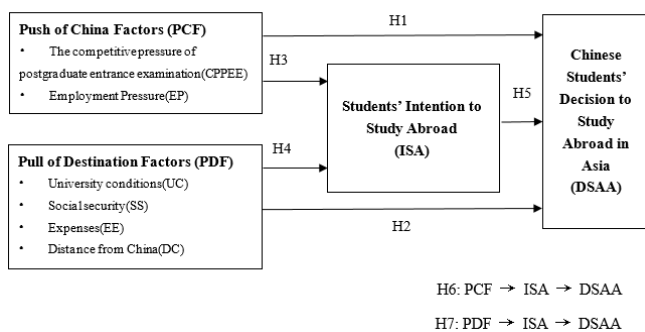 Push of China Factors (PCF)
• The competitive pressure of
postgraduate entrance examination(CPPEE)
• Employment Pressure(EP)
H1
H3
Students’ Intention to
Study Abroad
(ISA)
H5
Chinese
Students’
Decision to
Study
Abroad in
Asia
(DSAA)
H4
Pull of Destination Factors (PDF)
• University conditions(UC)
• Social security(SS)
• Expenses(EE)
• Distance from China(DC)
H2
H6: PCF → ISA → DSAA
H7: PDF → ISA → DSAA